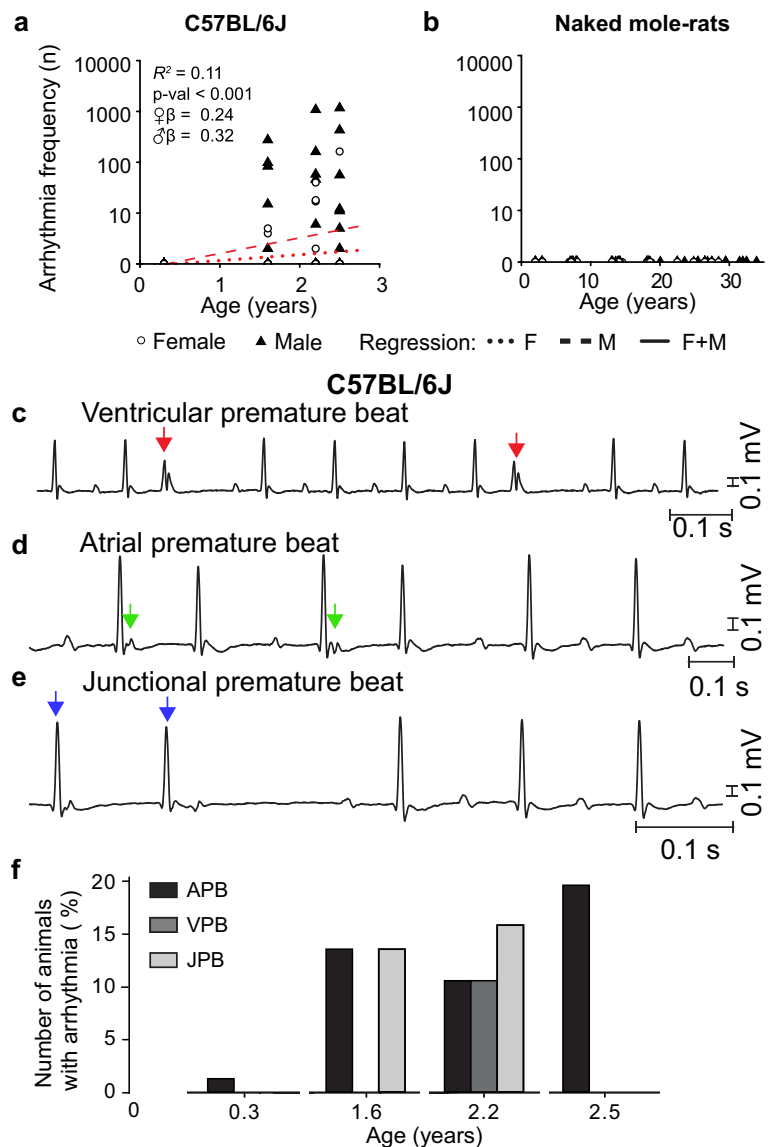 a
C57BL/6J
b
Naked mole-rats
Arrhythmia frequency (n)
10000
1000
100
10
0
R² = 0.11
p-val < 0.001
♀β = 0.24
♂β = 0.32
0 1 2 3
Age (years)
10000
1000
100
10
0
0 10 20 30
Age (years)
Female Male Regression: F M F+M
C57BL/6J
c
Ventricular premature beat
0.1 mV
0.1 s
d
Atrial premature beat
0.1 mV
0.1 s
e
Junctional premature beat
0.1 mV
0.1 s
f
Number of animals
with arrhythmia ( %)
20
15
10
5
0
APB
VPB
JPB
0.3 1.6 2.2 2.5
Age (years)